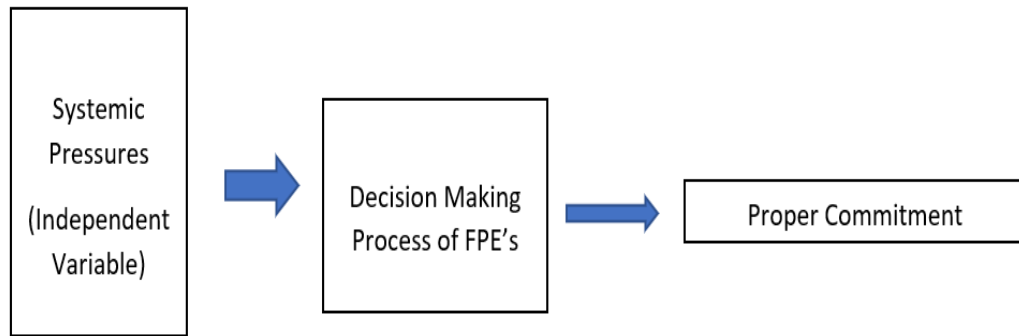 Systemic
Pressures
(Independent
Variable)
Decision Making
Process of FPE's
Proper Commitment